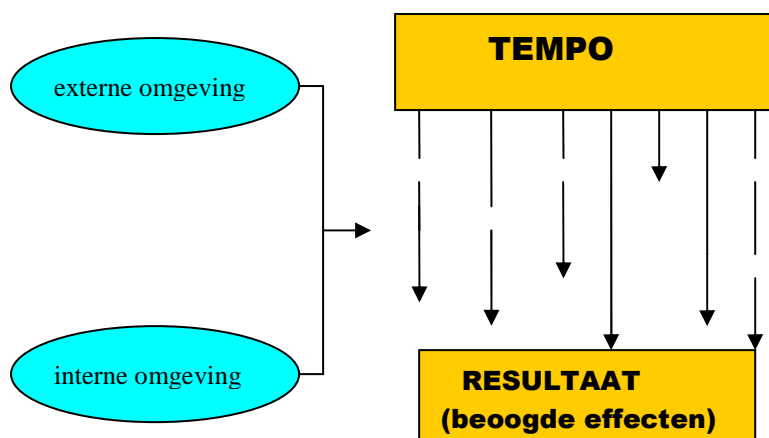 TEMPO
externe omgeving
interne omgeving
RESULTAAT
(beoogde effecten)